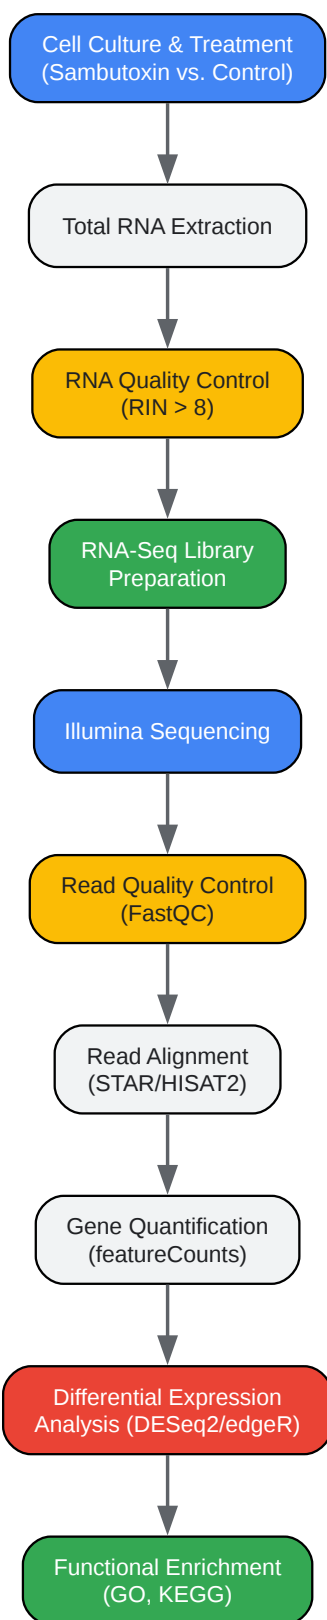 Cell Culture & Treatment
(Sambutoxin vs. Control)
Total RNA Extraction
RNA Quality Control
(RIN > 8)
RNA-Seq Library
Preparation
Illumina Sequencing
Read Quality Control
(FastQC)
Read Alignment
(STAR/HISAT2)
Gene Quantification
(featureCounts)
Differential Expression
Analysis (DESeq2/edgeR)
Functional Enrichment
(GO, KEGG)